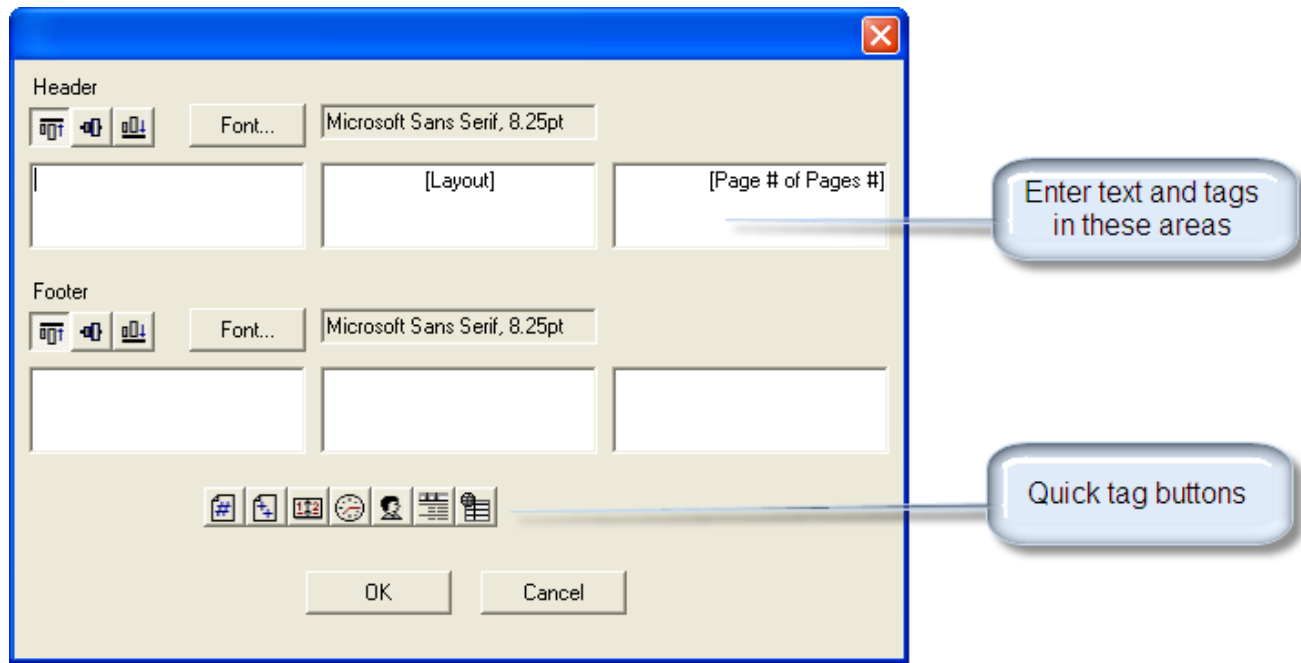 Header
Font...
Microsoft Sans Serif, 8.25pt
[Layout]
[Page # of Pages #]
Enter text and tags
in these areas
Footer
Font...
Microsoft Sans Serif, 8.25pt
Quick tag buttons
OK
Cancel